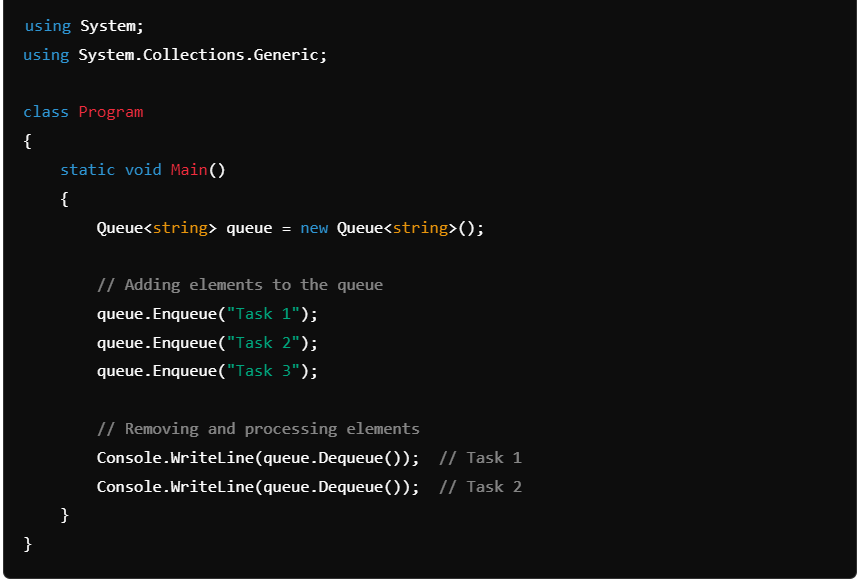 using System;
using System.Collections.Generic;

class Program
{
    static void Main()
    {
        Queue<string> queue = new Queue<string>();

        // Adding elements to the queue
        queue.Enqueue("Task 1");
        queue.Enqueue("Task 2");
        queue.Enqueue("Task 3");

        // Removing and processing elements
        Console.WriteLine(queue.Dequeue());  // Task 1
        Console.WriteLine(queue.Dequeue());  // Task 2
    }
}